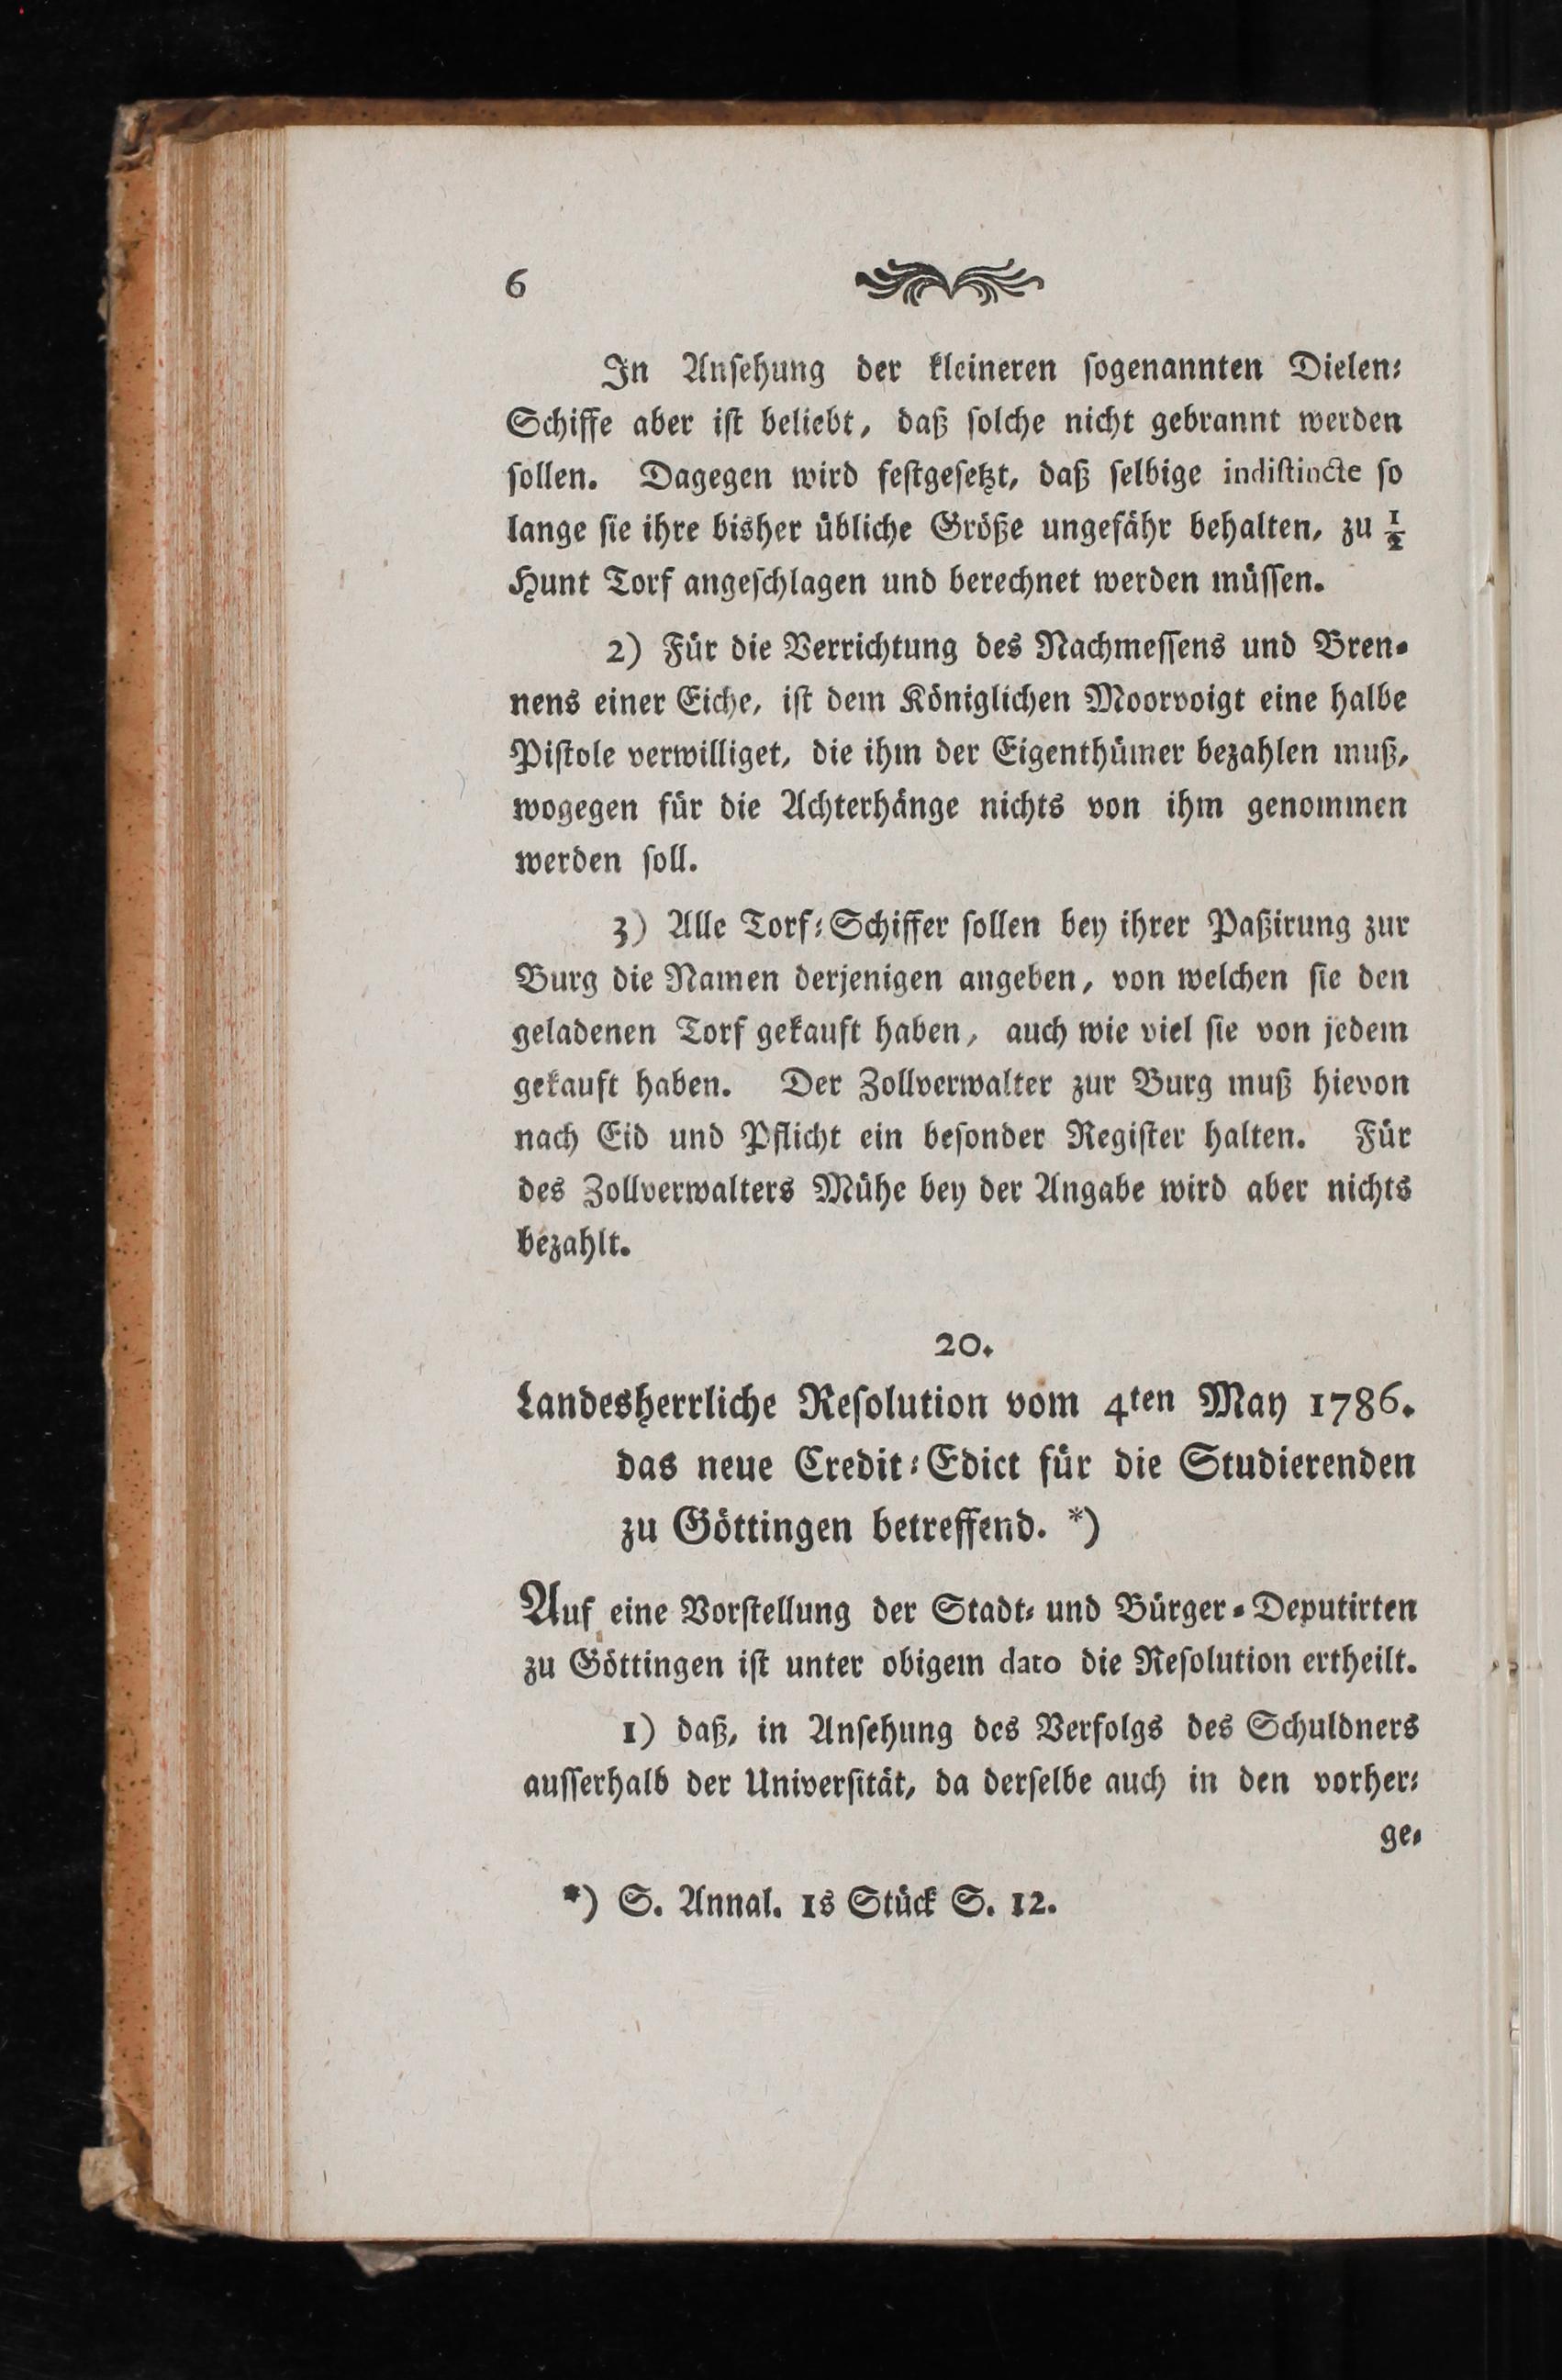 6
In Ansehung der kleineren sogenannten Dielen-
Schiffe aber ist beliebt, daß solche nicht gebrannt werden
sollen. Dagegen wird festgesetzt, daß selbige indistincte so
lange sie ihre bisher übliche Größe ungefähr behalten, zu ½
Hunt Torf angeschlagen und berechnet werden müssen.
2) Für die Verrichtung des Nachmessens und Bren-
nens einer Eiche, ist dem Königlichen Moorvoigt eine halbe
Pistole verwilliget, die ihm der Eigenthümer bezahlen muß,
wogegen für die Achterhänge nichts von ihm genommen
werden soll.
3) Alle Torf-Schiffer sollen bey ihrer Paßirung zur
Burg die Namen derjenigen angeben, von welchen sie den
geladenen Torf gekauft haben, auch wie viel sie von jedem
gekauft haben. Der Zollverwalter zur Burg muß hievon
nach Eid und Pflicht ein besonder Register halten. Für
des Zollverwalters Mühe bey der Angabe wird aber nichts
bezahlt.
20.
Landesherrliche Resolution vom 4ten May 1786.
das neue Credit-Edict für die Studierenden
zu Göttingen betreffend. *)
Auf eine Vorstellung der Stadt- und Bürger-Deputirten
zu Göttingen ist unter obigem dato die Resolution ertheilt.
1) daß, in Ansehung des Verfolgs des Schuldners
ausserhalb der Universität, da derselbe auch in den vorher-
ge-
*) S. Annal. 1s Stück S. 12.